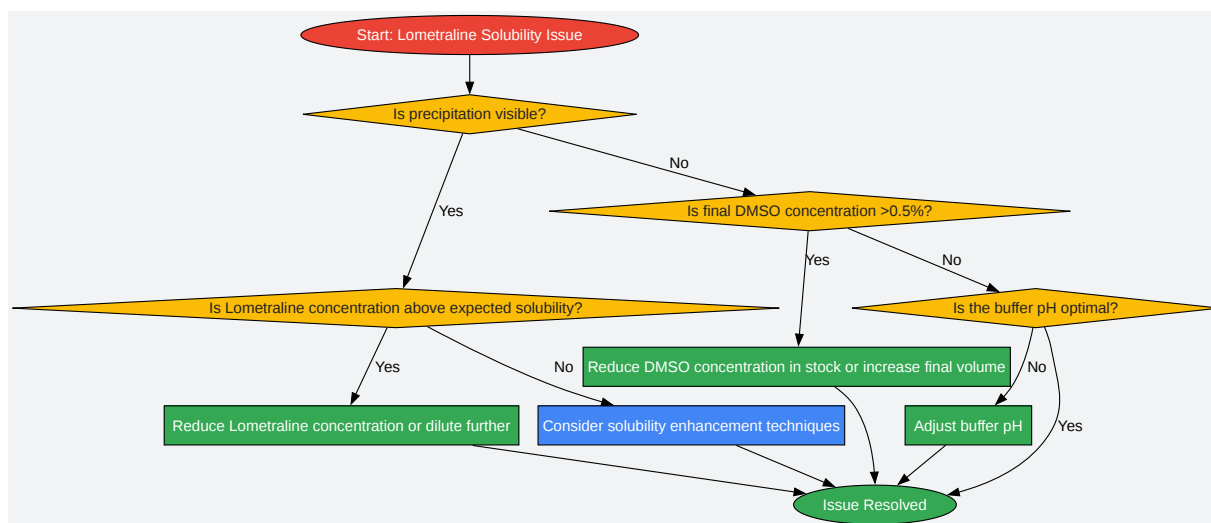 Start: Lometraline Solubility Issue
Is precipitation visible?
No
Yes
Is final DMSO concentration >0.5%?
Yes
No
Is Lometraline concentration above expected solubility?
Is the buffer pH optimal?
Yes
No
Reduce DMSO concentration in stock or increase final volume
No
Reduce Lometraline concentration or dilute further
Consider solubility enhancement techniques
Adjust buffer pH
Yes
Issue Resolved